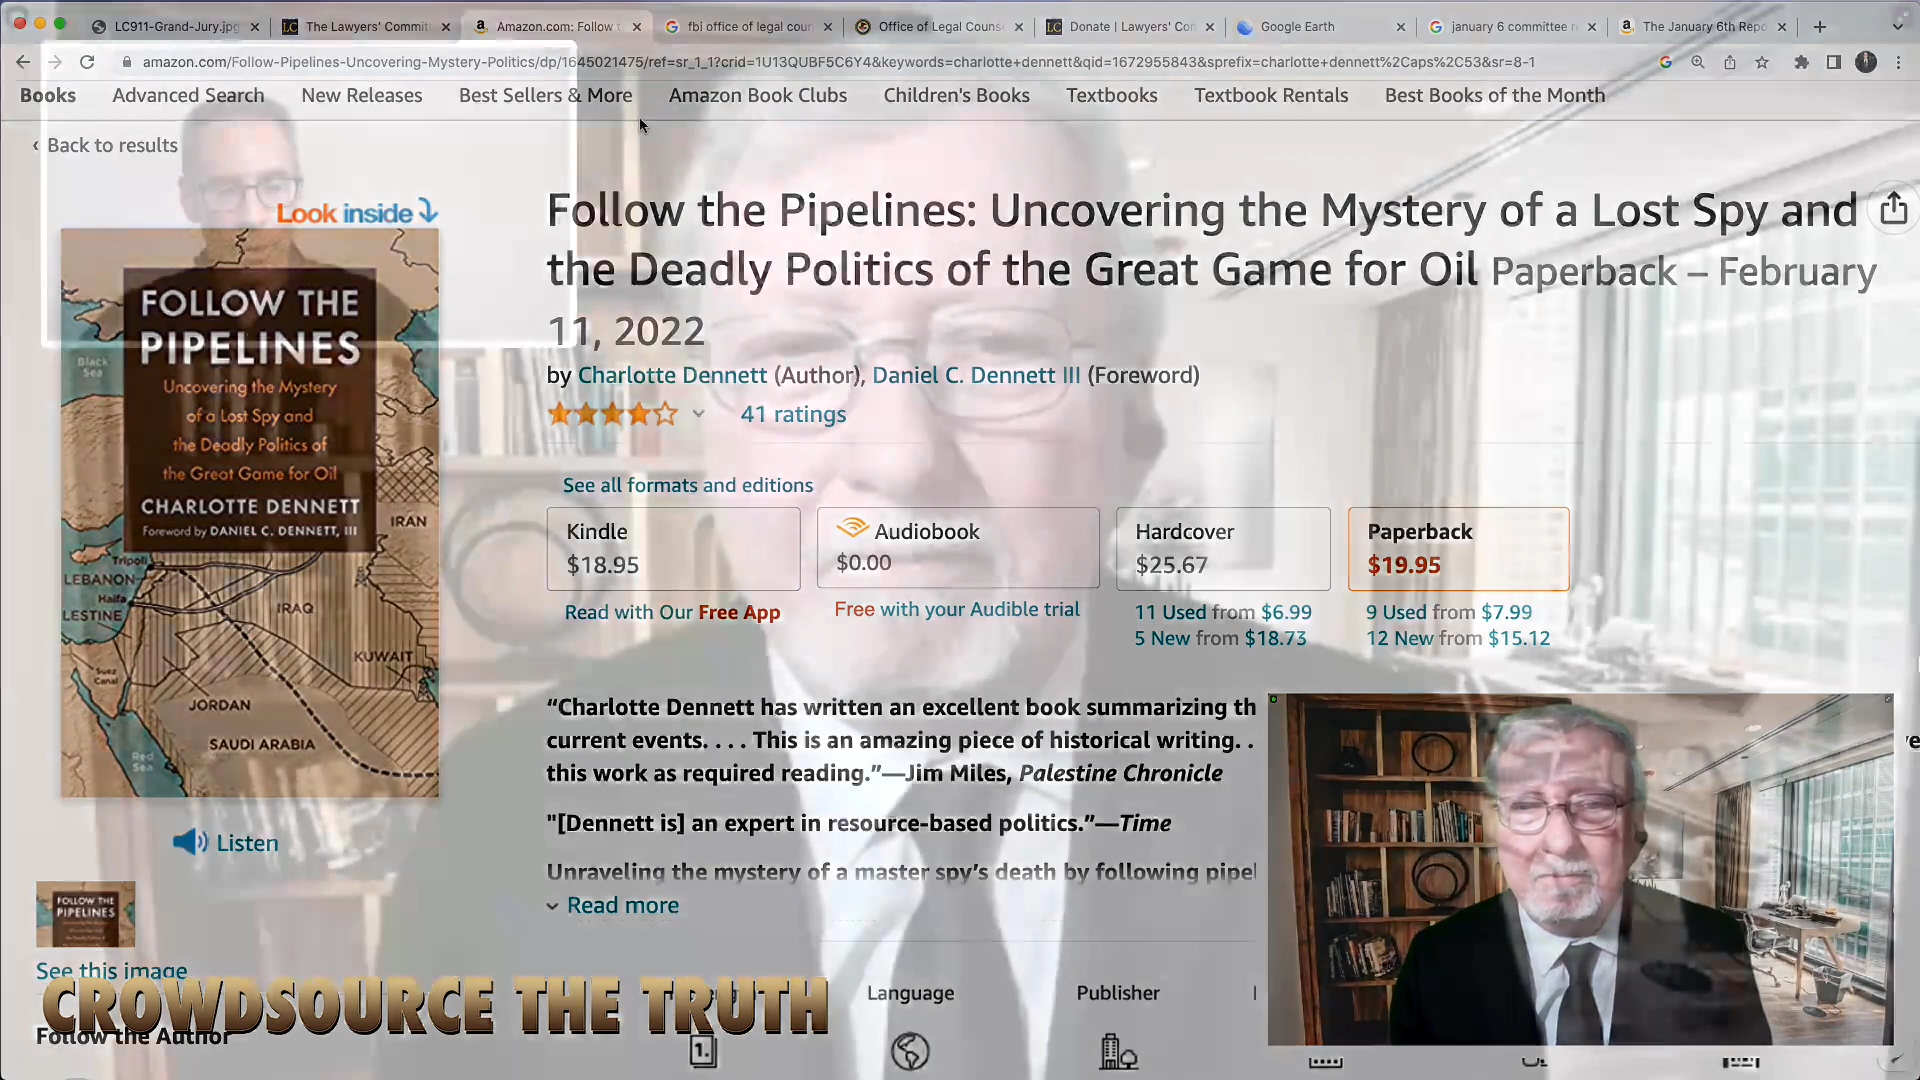 LC911-Grand-Jury.jpg
The Lawyers' Committ
Amazon.com: Follow t
fbi office of legal coun
Office of Legal Counse
Donate | Lawyers' Con
Google Earth
january 6 committee r
The January 6th Repo
amazon.com/Follow-Pipelines-Uncovering-Mystery-Politics/dp/1645021475/ref=sr_1_1?crid=1U13QUBF5C6Y4&keywords=charlotte+dennett&qid=1672955843&sprefix=charlotte+dennett%2Caps%2C53&sr=8-1
Books Advanced Search New Releases Best Sellers & More Amazon Book Clubs Children's Books Textbooks Textbook Rentals Best Books of the Month
‹ Back to results
Look inside
FOLLOW THE
PIPELINES
Uncovering the Mystery
of a Lost Spy and
the Deadly Politics of
the Great Game for Oil
CHARLOTTE DENNETT
Foreword by DANIEL C. DENNETT, III
Black
Sea
IRAN
Tripoli
LEBANON
Haifa
LESTINE
IRAQ
KUWAIT
Suez
Canal
JORDAN
SAUDI ARABIA
Red
Sea
Listen
FOLLOW THE
PIPELINES
See this image
Follow the Author
Follow the Pipelines: Uncovering the Mystery of a Lost Spy and
the Deadly Politics of the Great Game for Oil Paperback – February
11, 2022
by Charlotte Dennett (Author), Daniel C. Dennett III (Foreword)
41 ratings
See all formats and editions
Kindle
$18.95
Read with Our Free App
Audiobook
$0.00
Free with your Audible trial
Hardcover
$25.67
11 Used from $6.99
5 New from $18.73
Paperback
$19.95
9 Used from $7.99
12 New from $15.12
“Charlotte Dennett has written an excellent book summarizing th
current events. . . . This is an amazing piece of historical writing. .
this work as required reading.”—Jim Miles, Palestine Chronicle
"[Dennett is] an expert in resource-based politics.”—Time
Unraveling the mystery of a master spy’s death by following pipel
Read more
Language
Publisher
CROWDSOURCE THE TRUTH